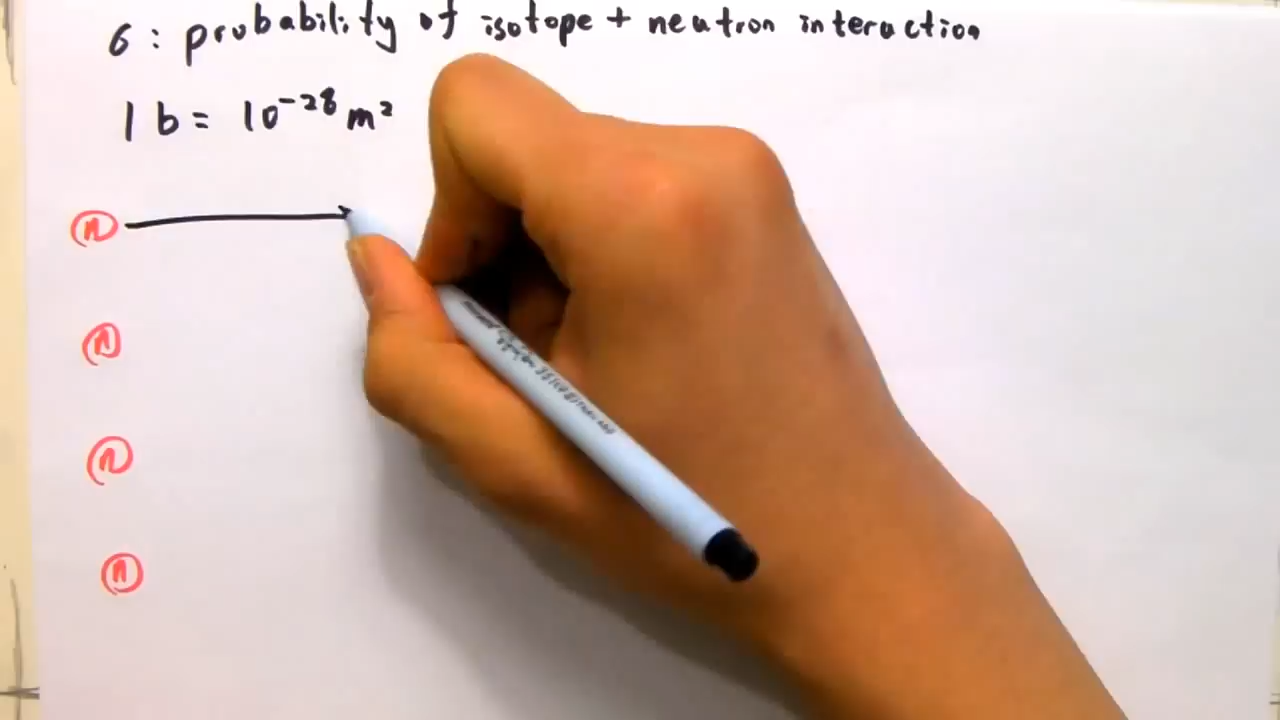 σ : probability of isotope + neutron interaction
1 b = 10⁻²⁸ m²
n
n
n
n